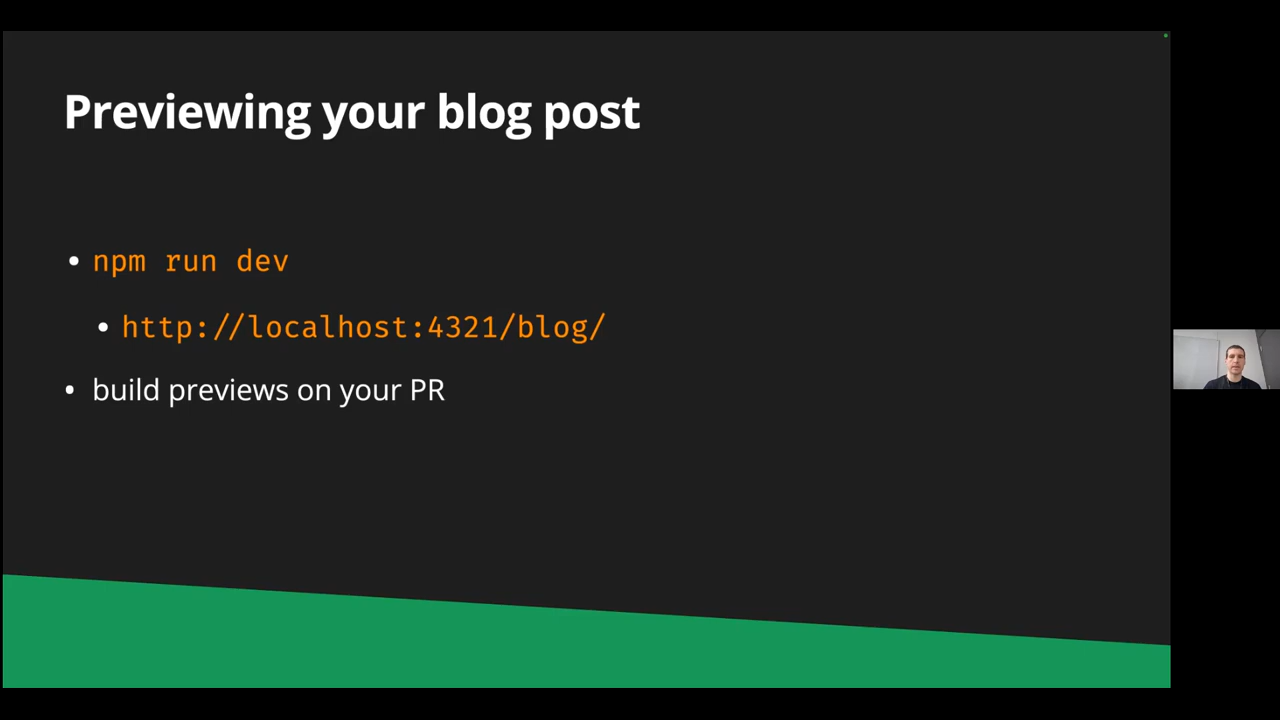 Previewing your blog post
• npm run dev
• http://localhost:4321/blog/
• build previews on your PR